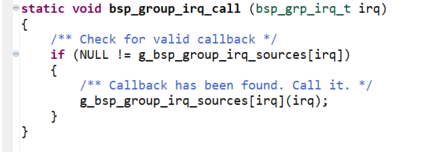 static void bsp_group_irq_call (bsp_grp_irq_t irq)
{
    /** Check for valid callback */
    if (NULL != g_bsp_group_irq_sources[irq])
    {
        /** Callback has been found. Call it. */
        g_bsp_group_irq_sources[irq](irq);
    }
}